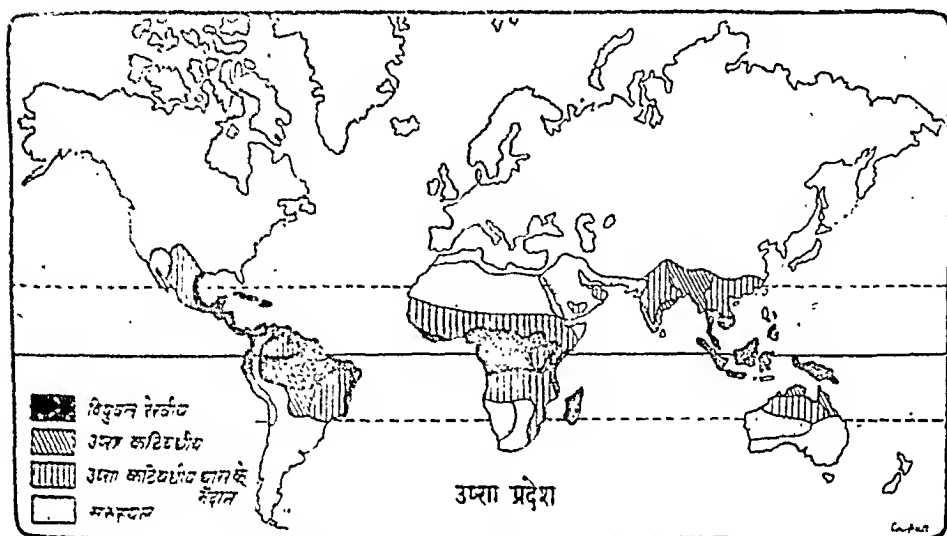 विषुवत रेखीय
उष्ण कटिबंधीय
उष्ण कटिबंधीय घास के
मैदान
मरुस्थल
उष्ण प्रदेश